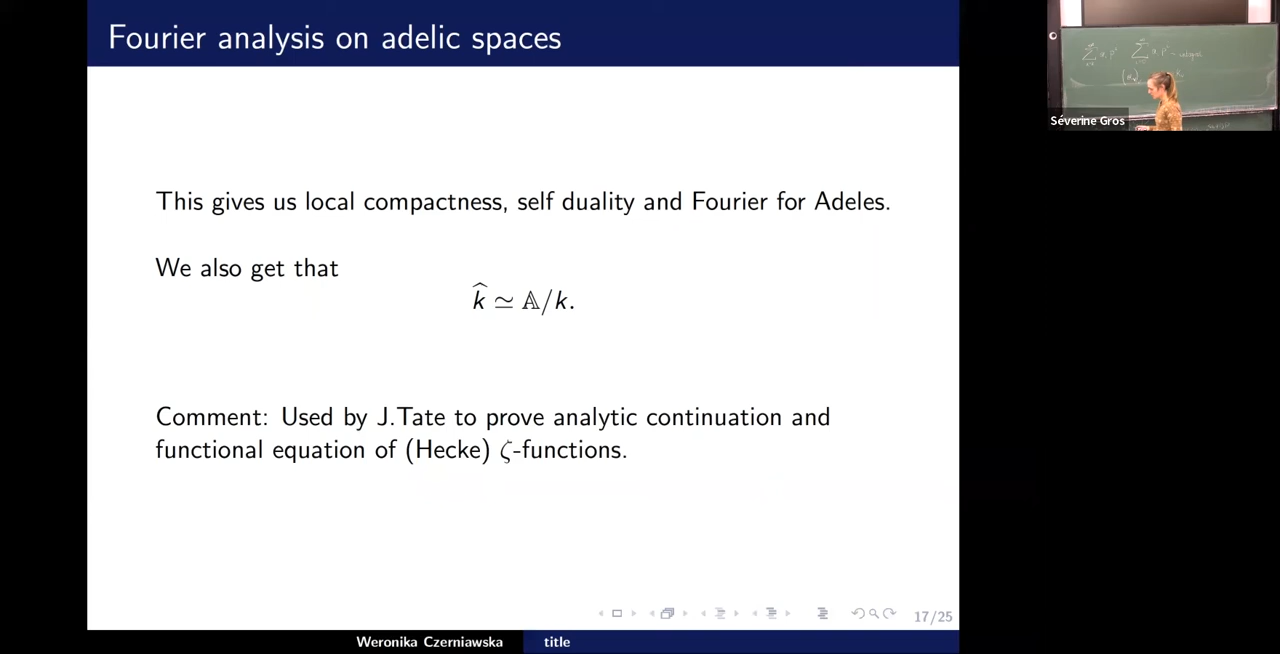 Fourier analysis on adelic spaces
This gives us local compactness, self duality and Fourier for Adeles.
We also get that
\widehat{k} ≃ 𝔸/k.
Comment: Used by J.Tate to prove analytic continuation and
functional equation of (Hecke) ζ-functions.
17/25
Weronika Czerniawska title
Séverine Gros